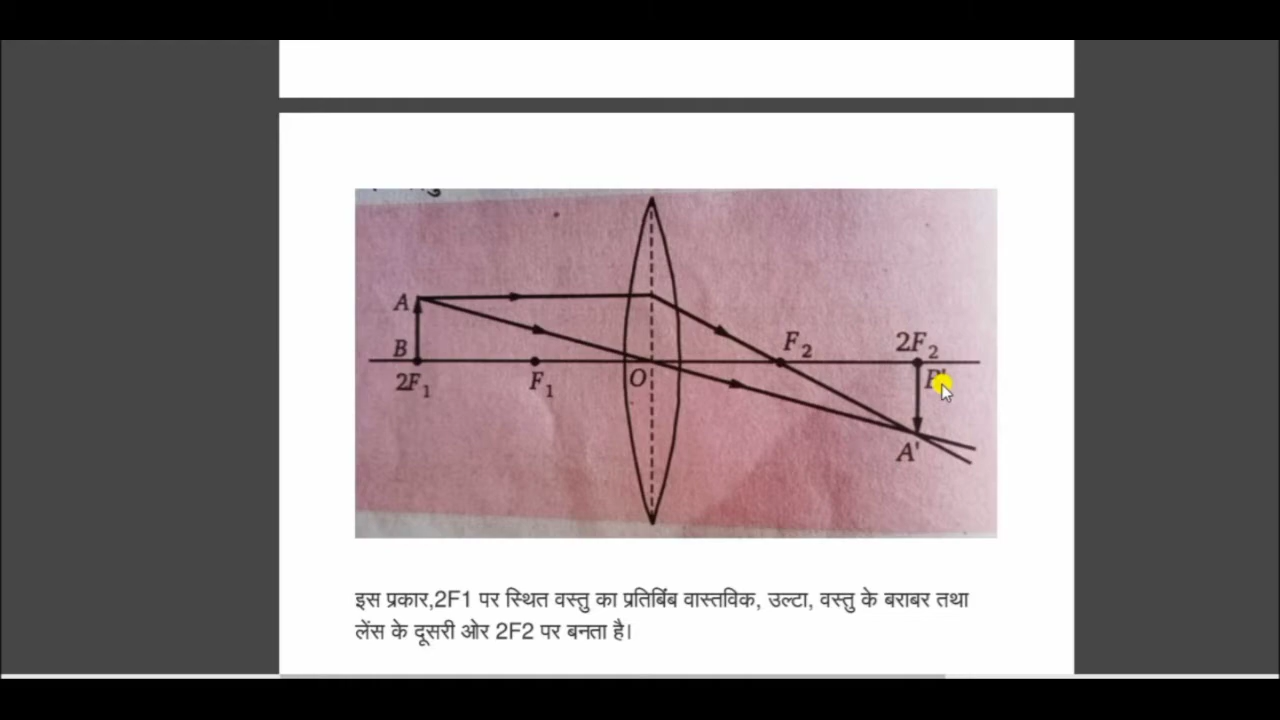 A
B
2F₁
F₁
O
F₂
2F₂
A'
इस प्रकार,2F1 पर स्थित वस्तु का प्रतिबिंब वास्तविक, उल्टा, वस्तु के बराबर तथा
लेंस के दूसरी ओर 2F2 पर बनता है।